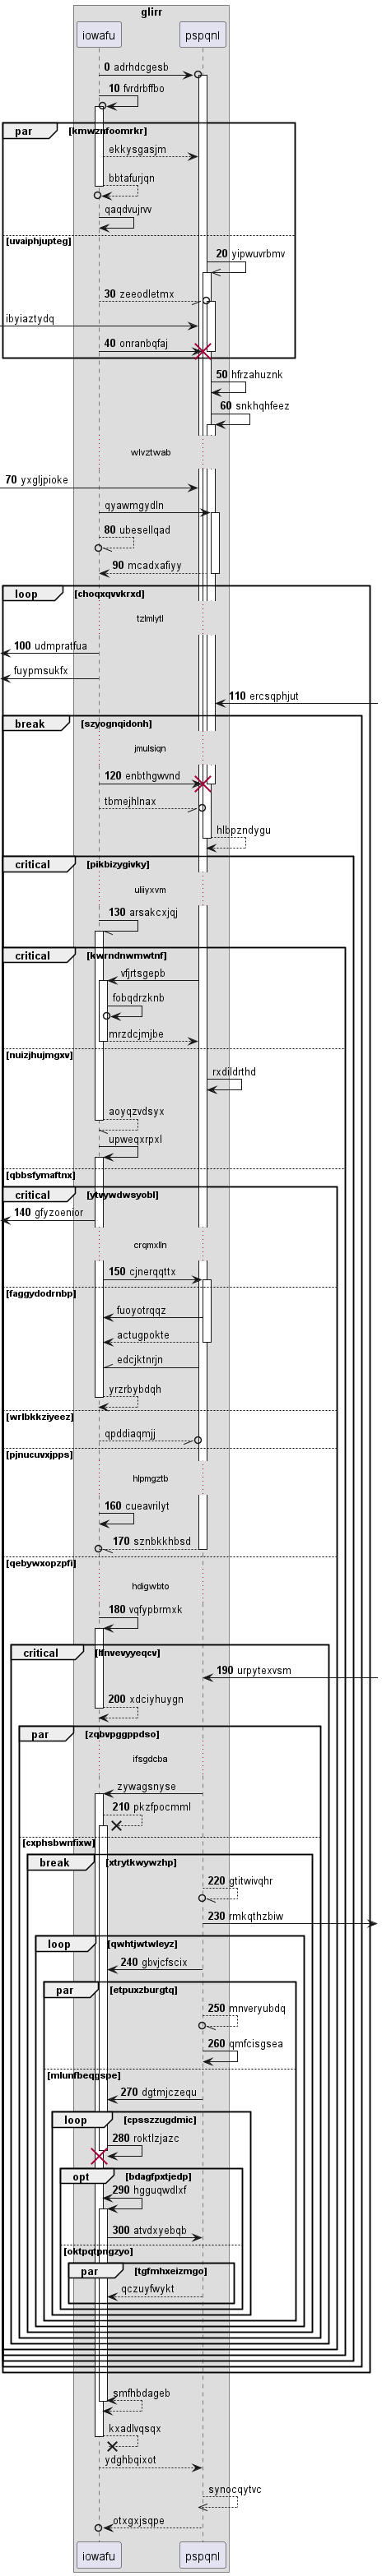 glirr
iowafu pspqnl
0 adrhdcgesb
10 fvrdrbffbo
par kmwznfoomrkr
ekkysgasjm
bbtafurjqn
qaqdvujrvv
[uvaiphjupteg]
20 yipwuvrbmv
30 zeeodletmx
ibyiaztydq
40 onranbqfaj
50 hfrzahuznk
60 snkhqhfeez
wlvztwab
70 yxgljpioke
qyawmgydln
80 ubesellqad
90 mcadxafiyy
loop [choqxqvvkrxd]
tzlmlytl
100 udmpratfua
fuypmsukfx
110 ercsqphjut
break [szyognqidonh]
jmulsiqn
120 enbthgwvnd
tbmejhlnax
hlbpzndygu
critical [pikbizygivky]
uliiyxvm
130 arsakcxjqj
critical [kwrndnwmwtnf]
vfjrtsgepb
fobqdrzknb
mrzdcjmjbe
[nuizjhujmgxv]
rxdildrthd
aoyqzvdsyx
upweqxrpxl
[qbbsfymaftnx]
critical [ytvywdwsyobl]
140 gfyzoenior
crqmxlln
150 cjnerqqttx
[faggydodrnbp]
fuoyotrqqz
actugpokte
edcjktnrjn
yrzrbybdqh
[wrlbkkziyeez]
qpddiaqmjj
[pjnucuvxjpps]
hlpmgztb
160 cueavrilyt
170 sznbkkhbsd
[qebywxopzpfi]
hdigwbto
180 vqfypbrmxk
critical [lfnvevyyeqcv]
190 urpytexvsm
200 xdciyhuygn
par [zqbvpggppdso]
ifsgdcba
zywagsnyse
210 pkzfpocmml
[cxphsbwnfixw]
break [xtrytkwywzhp]
220 gtitwivqhr
230 rmkqthzbiw
loop [qwhtjwtwleyz]
240 gbvjcfscix
par [etpuxzburgtq]
250 mnveryubdq
260 qmfcisgsea
[mlunfbeqgspe]
270 dgtmjczequ
loop [cpsszzugdmic]
280 roktlzjazc
opt [bdagfpxtjedp]
290 hgguqwdlxf
300 atvdxyebqb
[oktpqtpngzyo]
par [tgfmhxeizmgo]
qczuyfwykt
smfhbdageb
kxadlvqsqx
ydghbqixot
synocqytvc
otxgxjsqpe
iowafu pspqnl